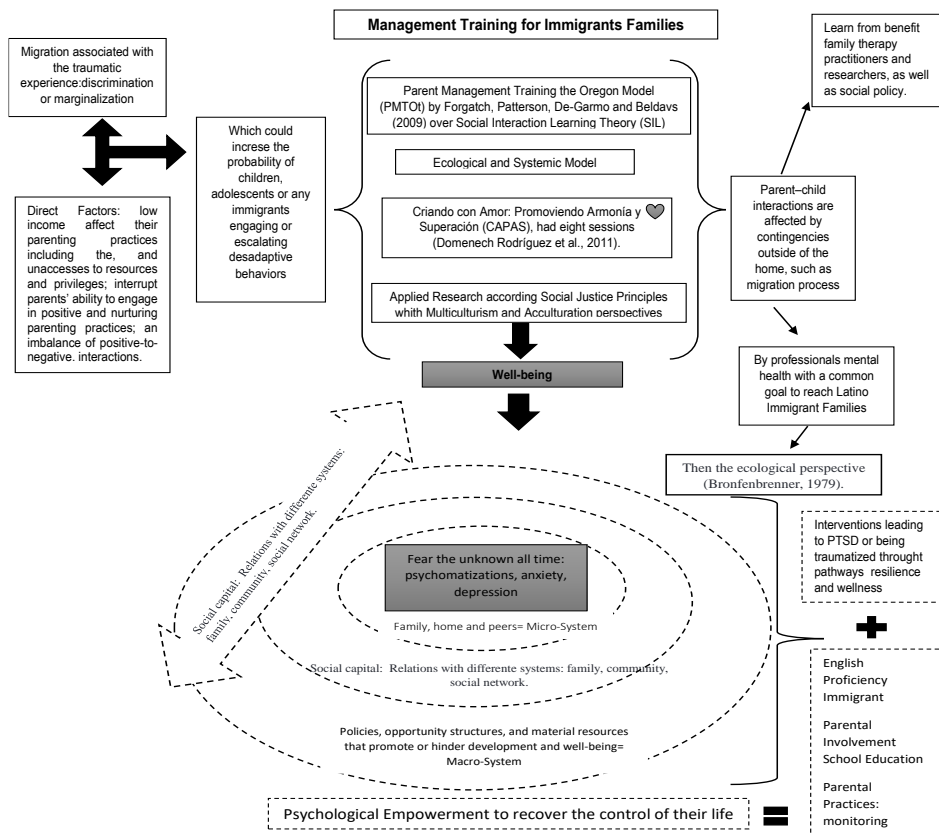 Management Training for Immigrants Families
Migration associated with
the traumatic
experience:discrimination
or marginalization
Direct Factors: low
income affect their
parenting practices
including the, and
unaccesses to resources
and privileges; interrupt
parents' ability to engage
in positive and nurturing
parenting practices; an
imbalance of positive-to-
negative. interactions.
Which could
increse the
probability of
children,
adolescents or any
immigrants
engaging or
escalating
desadaptive
behaviors
Parent Management Training the Oregon Model
(PMTOt) by Forgatch, Patterson, De-Garmo and Beldavs
(2009) over Social Interaction Learning Theory (SIL)
Ecological and Systemic Model
Criando con Amor: Promoviendo Armonía y
Superación (CAPAS), had eight sessions
(Domenech Rodríguez et al., 2011).
Applied Research according Social Justice Principles
whith Multiculturism and Acculturation perspectives
Well-being
Learn from benefit
family therapy
practitioners and
researchers, as well
as social policy.
Parent–child
interactions are
affected by
contingencies
outside of the
home, such as
migration process
By professionals mental
health with a common
goal to reach Latino
Immigrant Families
Then the ecological perspective
(Bronfenbrenner, 1979).
Social capital: Relations with differente systems:
family, community, social network.
Fear the unknown all time:
psychomatizations, anxiety,
depression
Family, home and peers= Micro-System
Social capital: Relations with differente systems: family, community,
social network.
Policies, opportunity structures, and material resources
that promote or hinder development and well-being=
Macro-System
Interventions leading
to PTSD or being
traumatized throught
pathways resilience
and wellness
English
Proficiency
Immigrant
Parental
Involvement
School Education
Parental
Practices:
monitoring
Psychological Empowerment to recover the control of their life